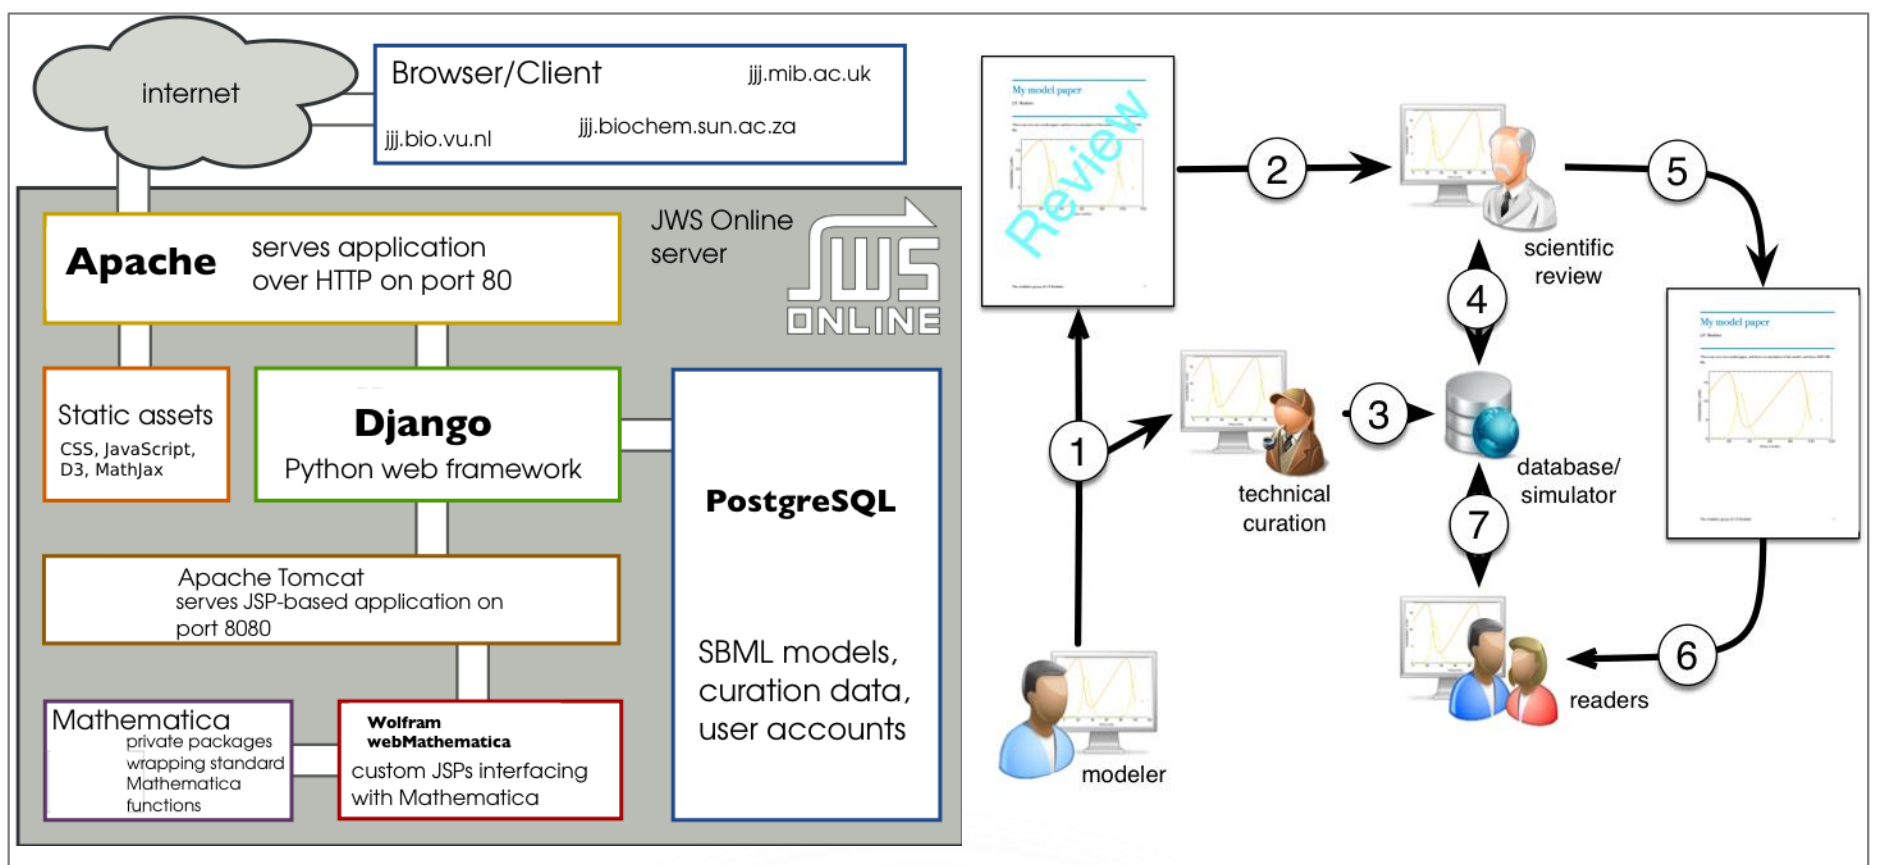 internet
Browser/Client
jjj.mib.ac.uk
jjj.bio.vu.nl
jjj.biochem.sun.ac.za
JWS Online
server
JWS
ONLINE
Apache
serves application
over HTTP on port 80
Static assets
CSS, JavaScript,
D3, MathJax
Django
Python web framework
PostgreSQL
SBML models,
curation data,
user accounts
Apache Tomcat
serves JSP-based application on
port 8080
Mathematica
private packages
wrapping standard
Mathematica
functions
Wolfram
webMathematica
custom JSPs interfacing
with Mathematica
My model paper
Review
2
scientific
review
5
4
My model paper
1
technical
curation
3
database/
simulator
7
6
readers
modeler